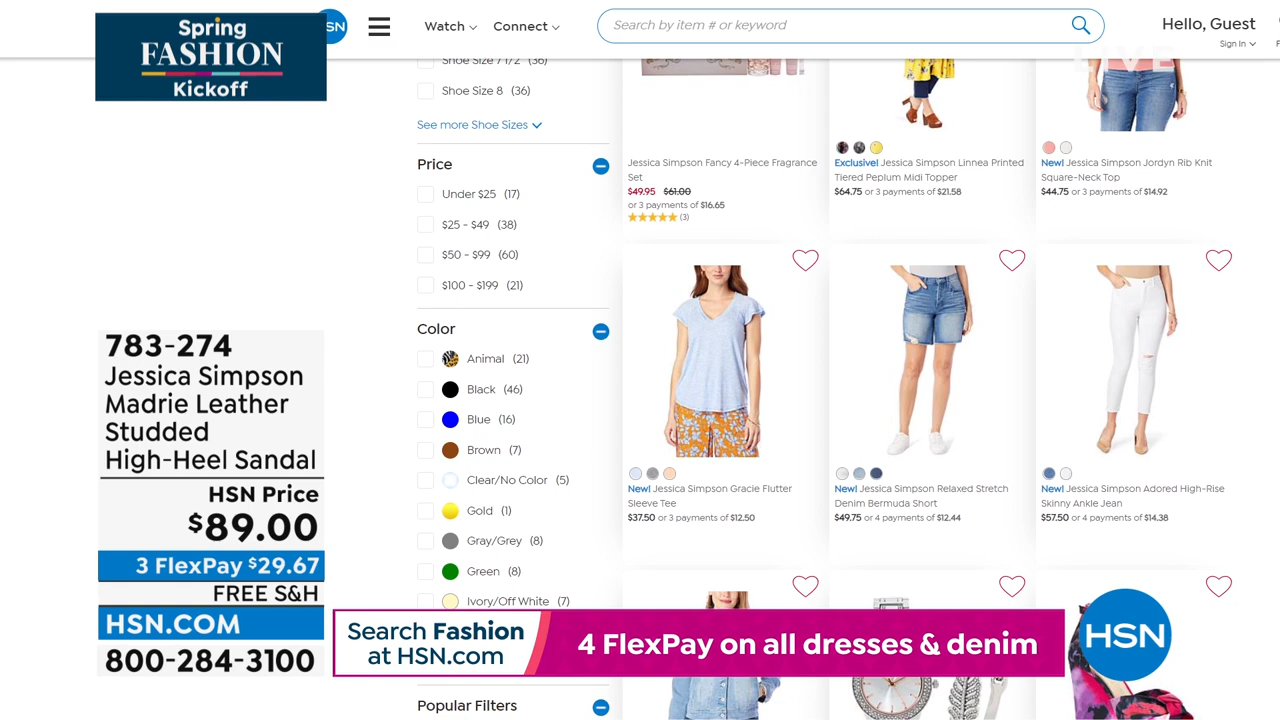 Spring
FASHION
Kickoff
HSN
Watch
Connect
Search by item # or keyword
Hello, Guest
Sign In
LIVE
Shoe Size 7 1/2 (36)
Shoe Size 8 (36)
See more Shoe Sizes
Price
Under $25 (17)
$25 - $49 (38)
$50 - $99 (60)
$100 - $199 (21)
Color
Animal (21)
Black (46)
Blue (16)
Brown (7)
Clear/No Color (5)
Gold (1)
Gray/Grey (8)
Green (8)
Ivory/Off White (7)
Popular Filters
Jessica Simpson Fancy 4-Piece Fragrance
Set
$49.95 $61.00
or 3 payments of $16.65
(3)
Exclusive! Jessica Simpson Linnea Printed
Tiered Peplum Midi Topper
$64.75 or 3 payments of $21.58
New! Jessica Simpson Jordyn Rib Knit
Square-Neck Top
$44.75 or 3 payments of $14.92
New! Jessica Simpson Gracie Flutter
Sleeve Tee
$37.50 or 3 payments of $12.50
New! Jessica Simpson Relaxed Stretch
Denim Bermuda Short
$49.75 or 4 payments of $12.44
New! Jessica Simpson Adored High-Rise
Skinny Ankle Jean
$57.50 or 4 payments of $14.38
783-274
Jessica Simpson
Madrie Leather
Studded
High-Heel Sandal
HSN Price
$89.00
3 FlexPay $29.67
FREE S&H
HSN.COM
800-284-3100
Search Fashion
at HSN.com
4 FlexPay on all dresses & denim
HSN